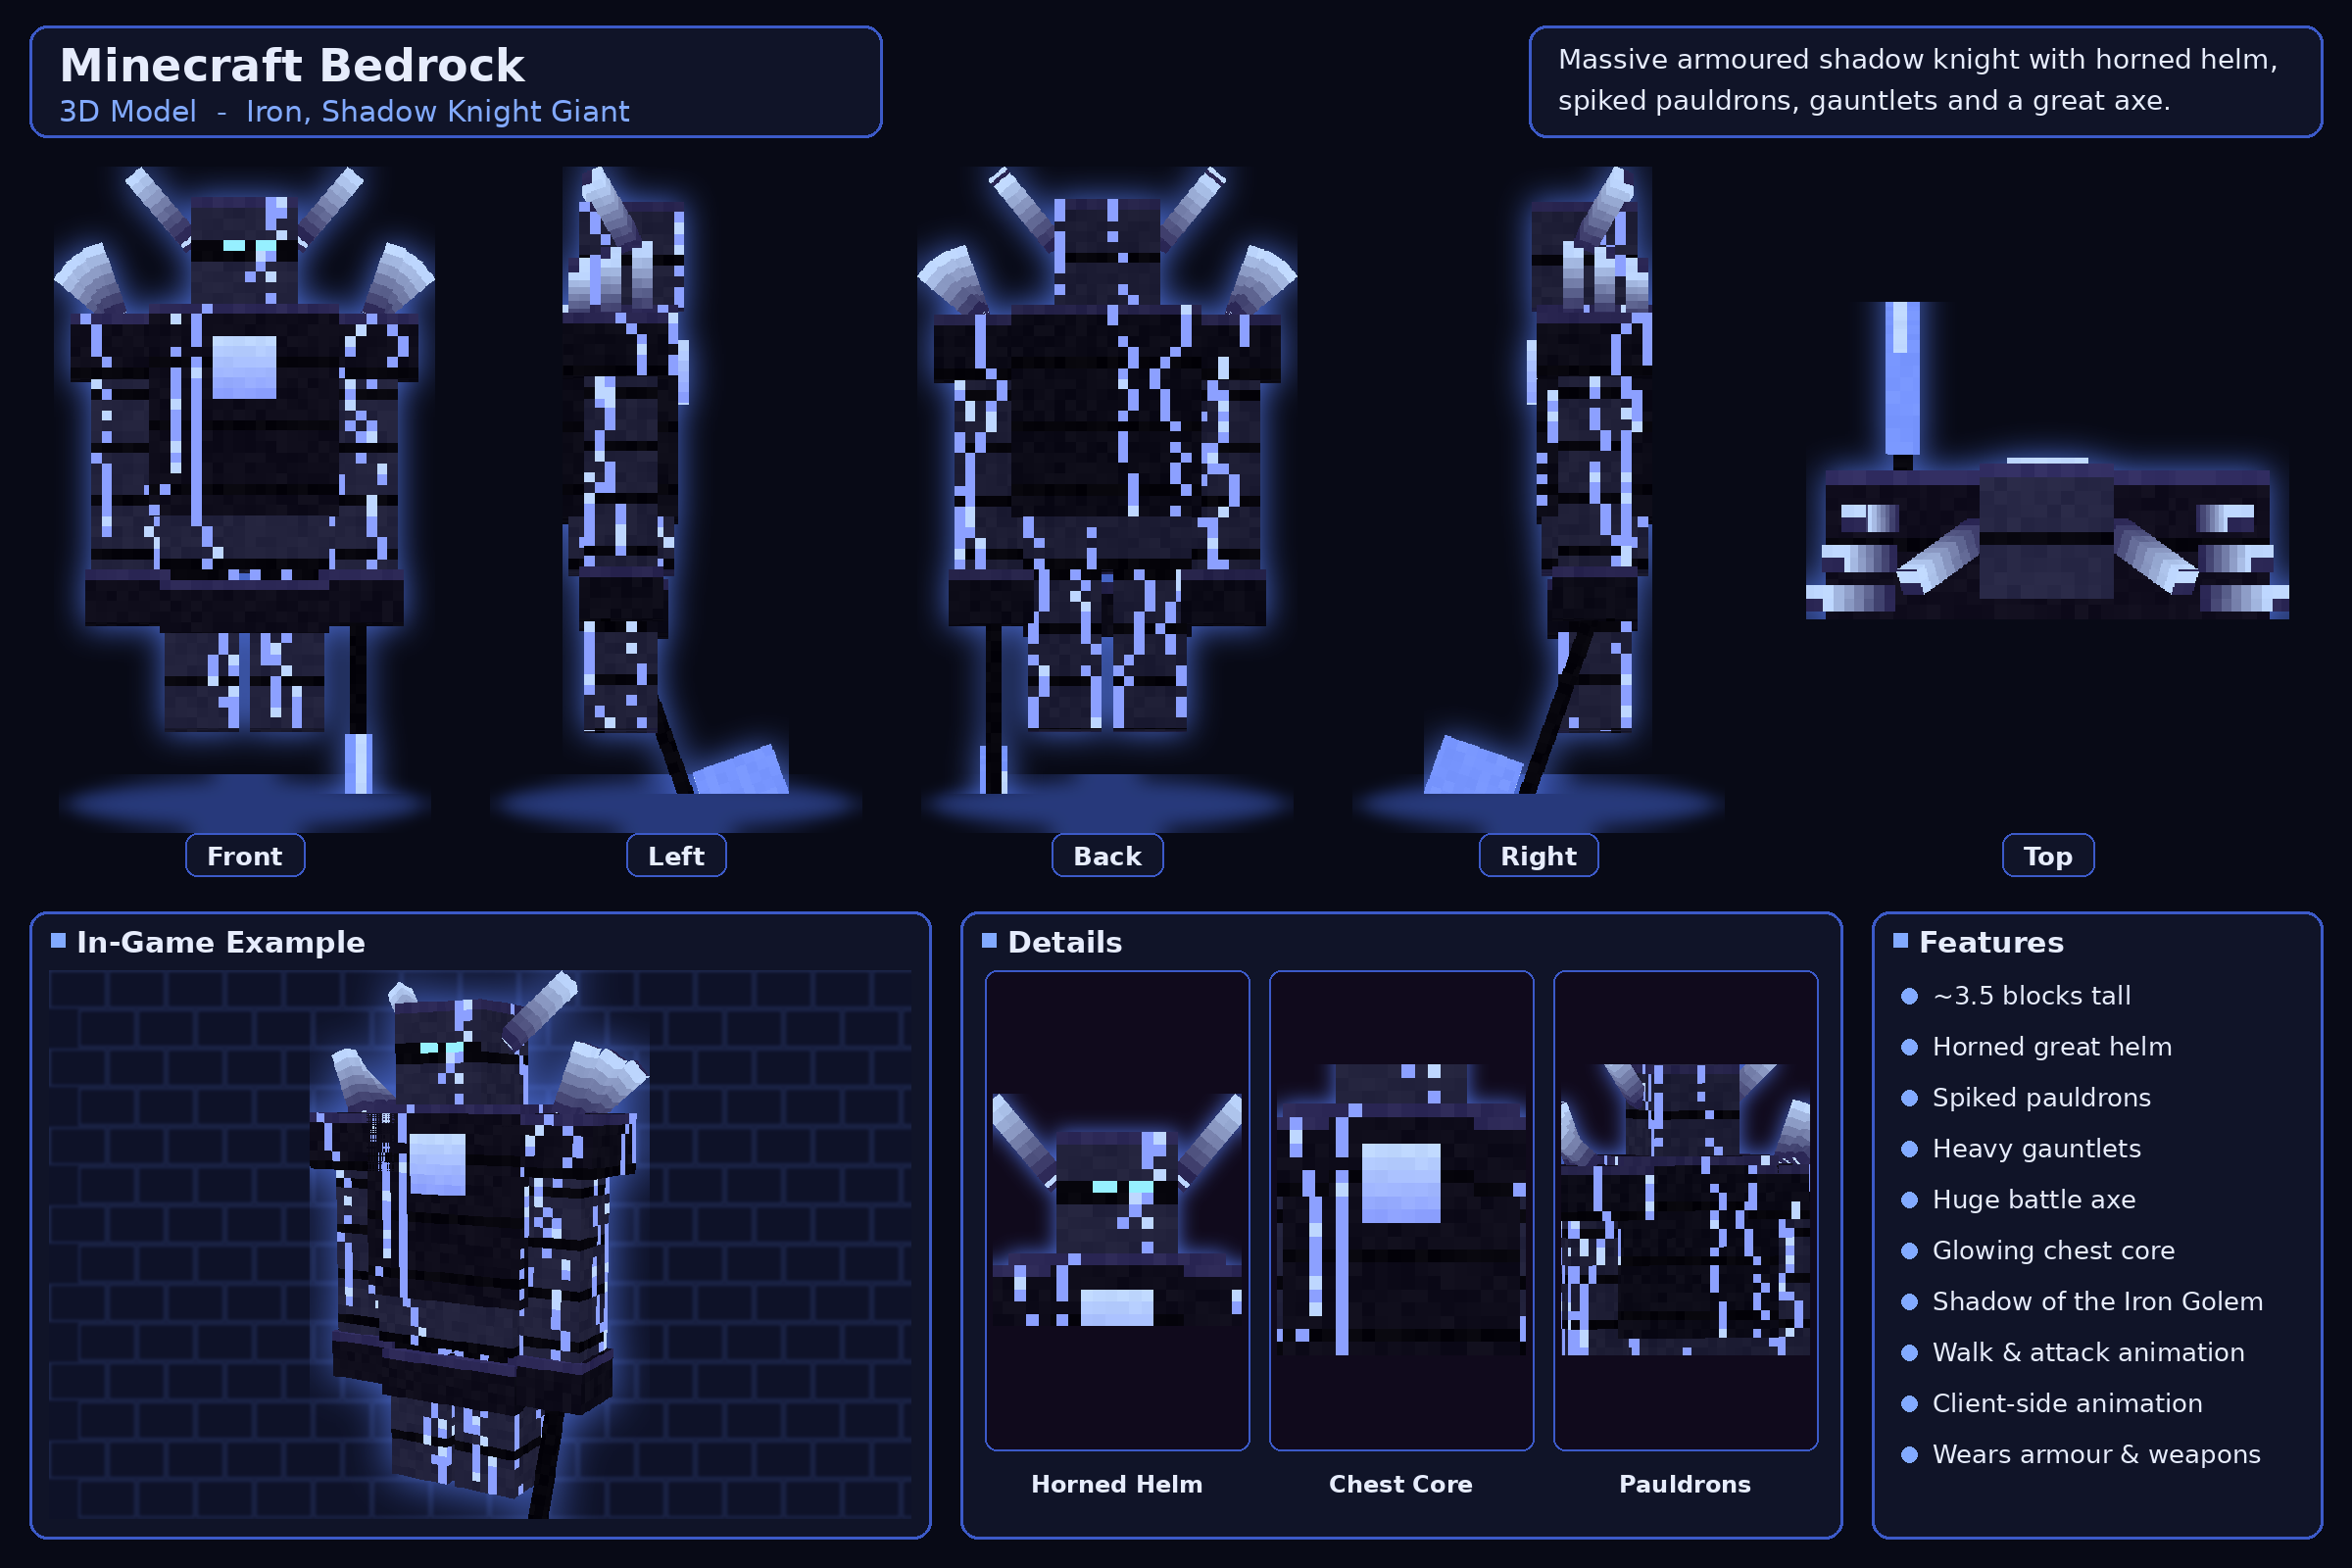 Minecraft Bedrock
3D Model - Iron, Shadow Knight Giant
Massive armoured shadow knight with horned helm,
spiked pauldrons, gauntlets and a great axe.
Front
Left
Back
Right
Top
In-Game Example
Details
Horned Helm
Chest Core
Pauldrons
Features
~3.5 blocks tall
Horned great helm
Spiked pauldrons
Heavy gauntlets
Huge battle axe
Glowing chest core
Shadow of the Iron Golem
Walk & attack animation
Client-side animation
Wears armour & weapons